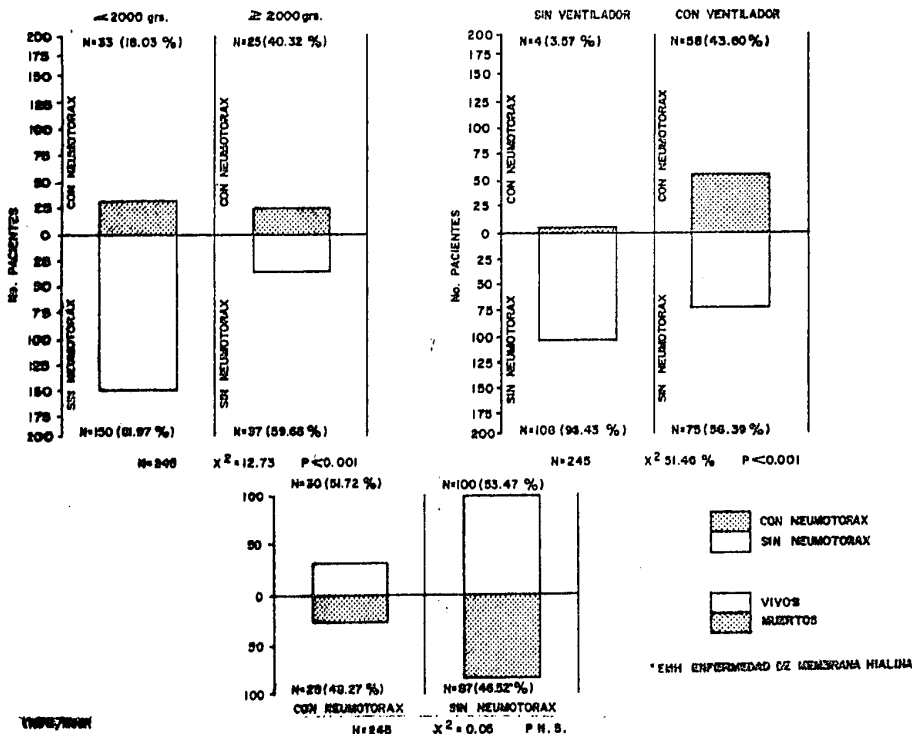 < 2000 grs. ≥ 2000 grs.
N=33 (18.03 %) N=25 (40.32 %)
200
175
150
125
100
75
50
25
0
25
50
75
100
125
150
175
200
No. PACIENTES
CON NEUMOTORAX
SIN NEUMOTORAX
CON NEUMOTORAX
SIN NEUMOTORAX
N=150 (81.97 %) N=37 (59.68 %)
N=245 X²=12.73 P<0.001
SIN VENTILADOR CON VENTILADOR
N=4 (3.57 %) N=58 (43.60 %)
200
175
150
125
100
75
50
25
0
25
50
75
100
125
150
175
200
No. PACIENTES
CON NEUMOTORAX
SIN NEUMOTORAX
CON NEUMOTORAX
SIN NEUMOTORAX
N=108 (96.43 %) N=75 (56.39 %)
N=245 X² 51.46 % P<0.001
N=30 (51.72 %) N=100 (53.47 %)
100
50
0
50
100
N=28 (48.27 %) N=87 (46.52 %)
CON NEUMOTORAX SIN NEUMOTORAX
N=245 X²=0.05 P N.S.
CON NEUMOTORAX
SIN NEUMOTORAX
VIVOS
MUERTOS
* EMH ENFERMEDAD DE MEMBRANA HIALINA